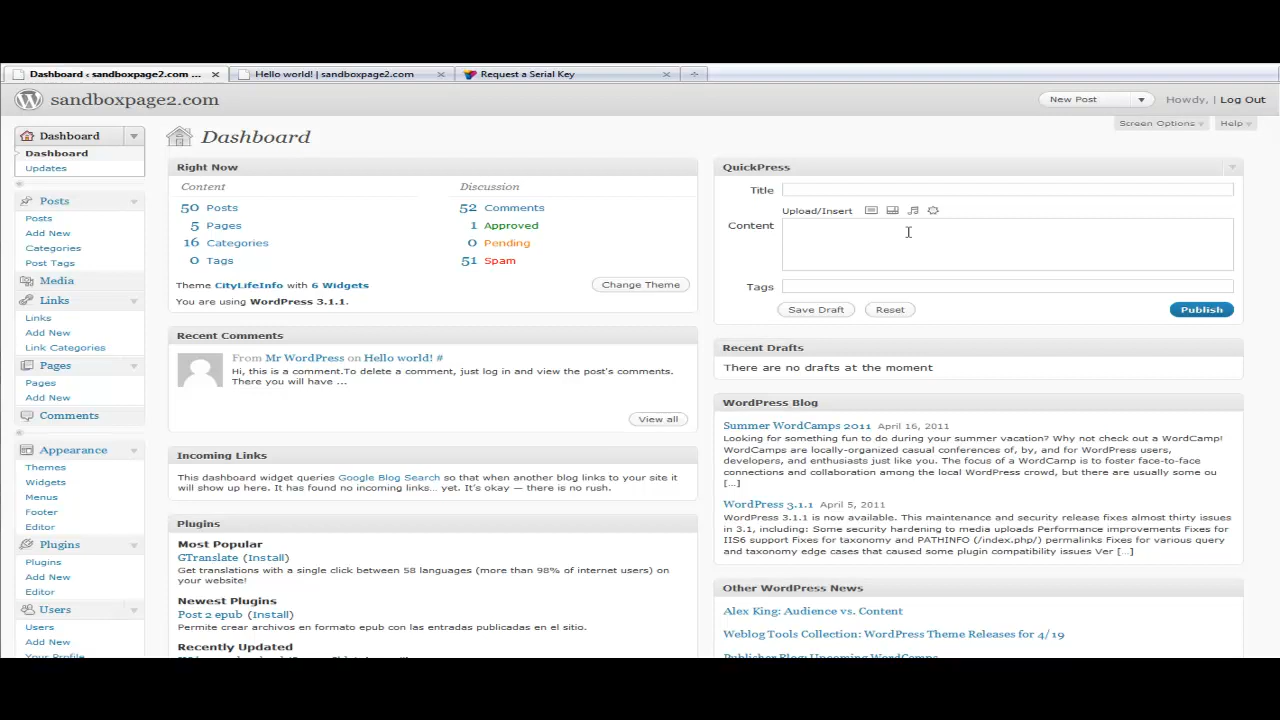 Dashboard ‹ sandboxpage2.com ...
Hello world! | sandboxpage2.com
Request a Serial Key
sandboxpage2.com
New Post
Howdy, | Log Out
Screen Options
Help
Dashboard
Dashboard
Updates
Posts
Posts
Add New
Categories
Post Tags
Media
Links
Links
Add New
Link Categories
Pages
Pages
Add New
Comments
Appearance
Themes
Widgets
Menus
Footer
Editor
Plugins
Plugins
Add New
Editor
Users
Users
Add New
Your Profile
Dashboard
Right Now
Content
50 Posts
5 Pages
16 Categories
0 Tags
Discussion
52 Comments
1 Approved
0 Pending
51 Spam
Theme CityLifeInfo with 6 Widgets
Change Theme
You are using WordPress 3.1.1.
Recent Comments
From Mr WordPress on Hello world! #
Hi, this is a comment.To delete a comment, just log in and view the post's comments.
There you will have ...
View all
Incoming Links
This dashboard widget queries Google Blog Search so that when another blog links to your site it
will show up here. It has found no incoming links... yet. It's okay — there is no rush.
Plugins
Most Popular
GTranslate (Install)
Get translations with a single click between 58 languages (more than 98% of internet users) on
your website!
Newest Plugins
Post 2 epub (Install)
Permite crear archivos en formato epub con las entradas publicadas en el sitio.
Recently Updated
QuickPress
Title
Upload/Insert
Content
Tags
Save Draft
Reset
Publish
Recent Drafts
There are no drafts at the moment
WordPress Blog
Summer WordCamps 2011 April 16, 2011
Looking for something fun to do during your summer vacation? Why not check out a WordCamp!
WordCamps are locally-organized casual conferences of, by, and for WordPress users,
developers, and enthusiasts just like you. The focus of a WordCamp is to foster face-to-face
connections and collaboration among the local WordPress crowd, but there are usually some ou
[...]
WordPress 3.1.1 April 5, 2011
WordPress 3.1.1 is now available. This maintenance and security release fixes almost thirty issues
in 3.1, including: Some security hardening to media uploads Performance improvements Fixes for
IIS6 support Fixes for taxonomy and PATHINFO (/index.php/) permalinks Fixes for various query
and taxonomy edge cases that caused some plugin compatibility issues Ver [...]
Other WordPress News
Alex King: Audience vs. Content
Weblog Tools Collection: WordPress Theme Releases for 4/19
Publisher Blog: Upcoming WordCamps